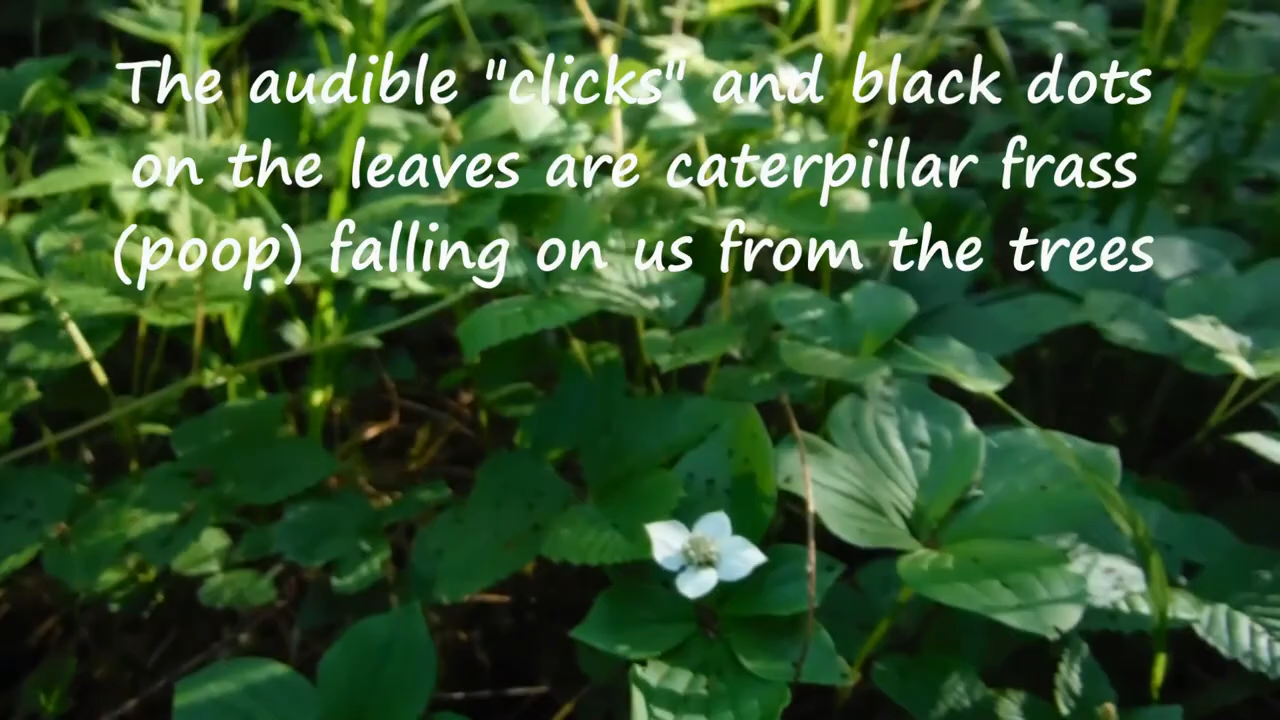 The audible "clicks" and black dots
on the leaves are caterpillar frass
(poop) falling on us from the trees